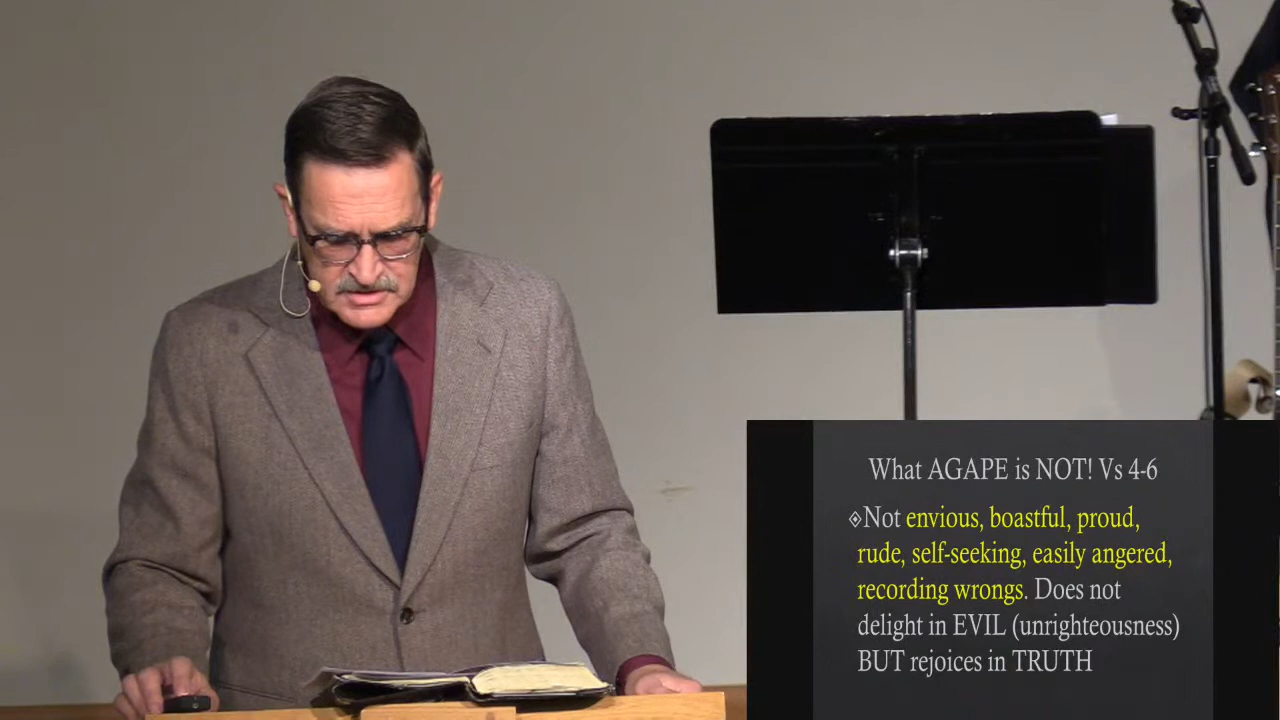 What AGAPE is NOT! Vs 4-6
Not envious, boastful, proud,
rude, self-seeking, easily angered,
recording wrongs. Does not
delight in EVIL (unrighteousness)
BUT rejoices in TRUTH